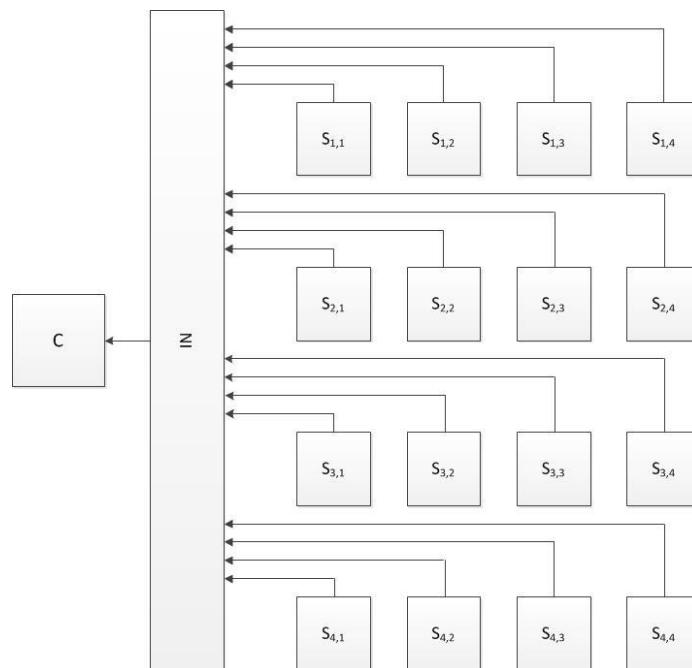 S1,1 S1,2 S1,3 S1,4
S2,1 S2,2 S2,3 S2,4
C IN
S3,1 S3,2 S3,3 S3,4
S4,1 S4,2 S4,3 S4,4